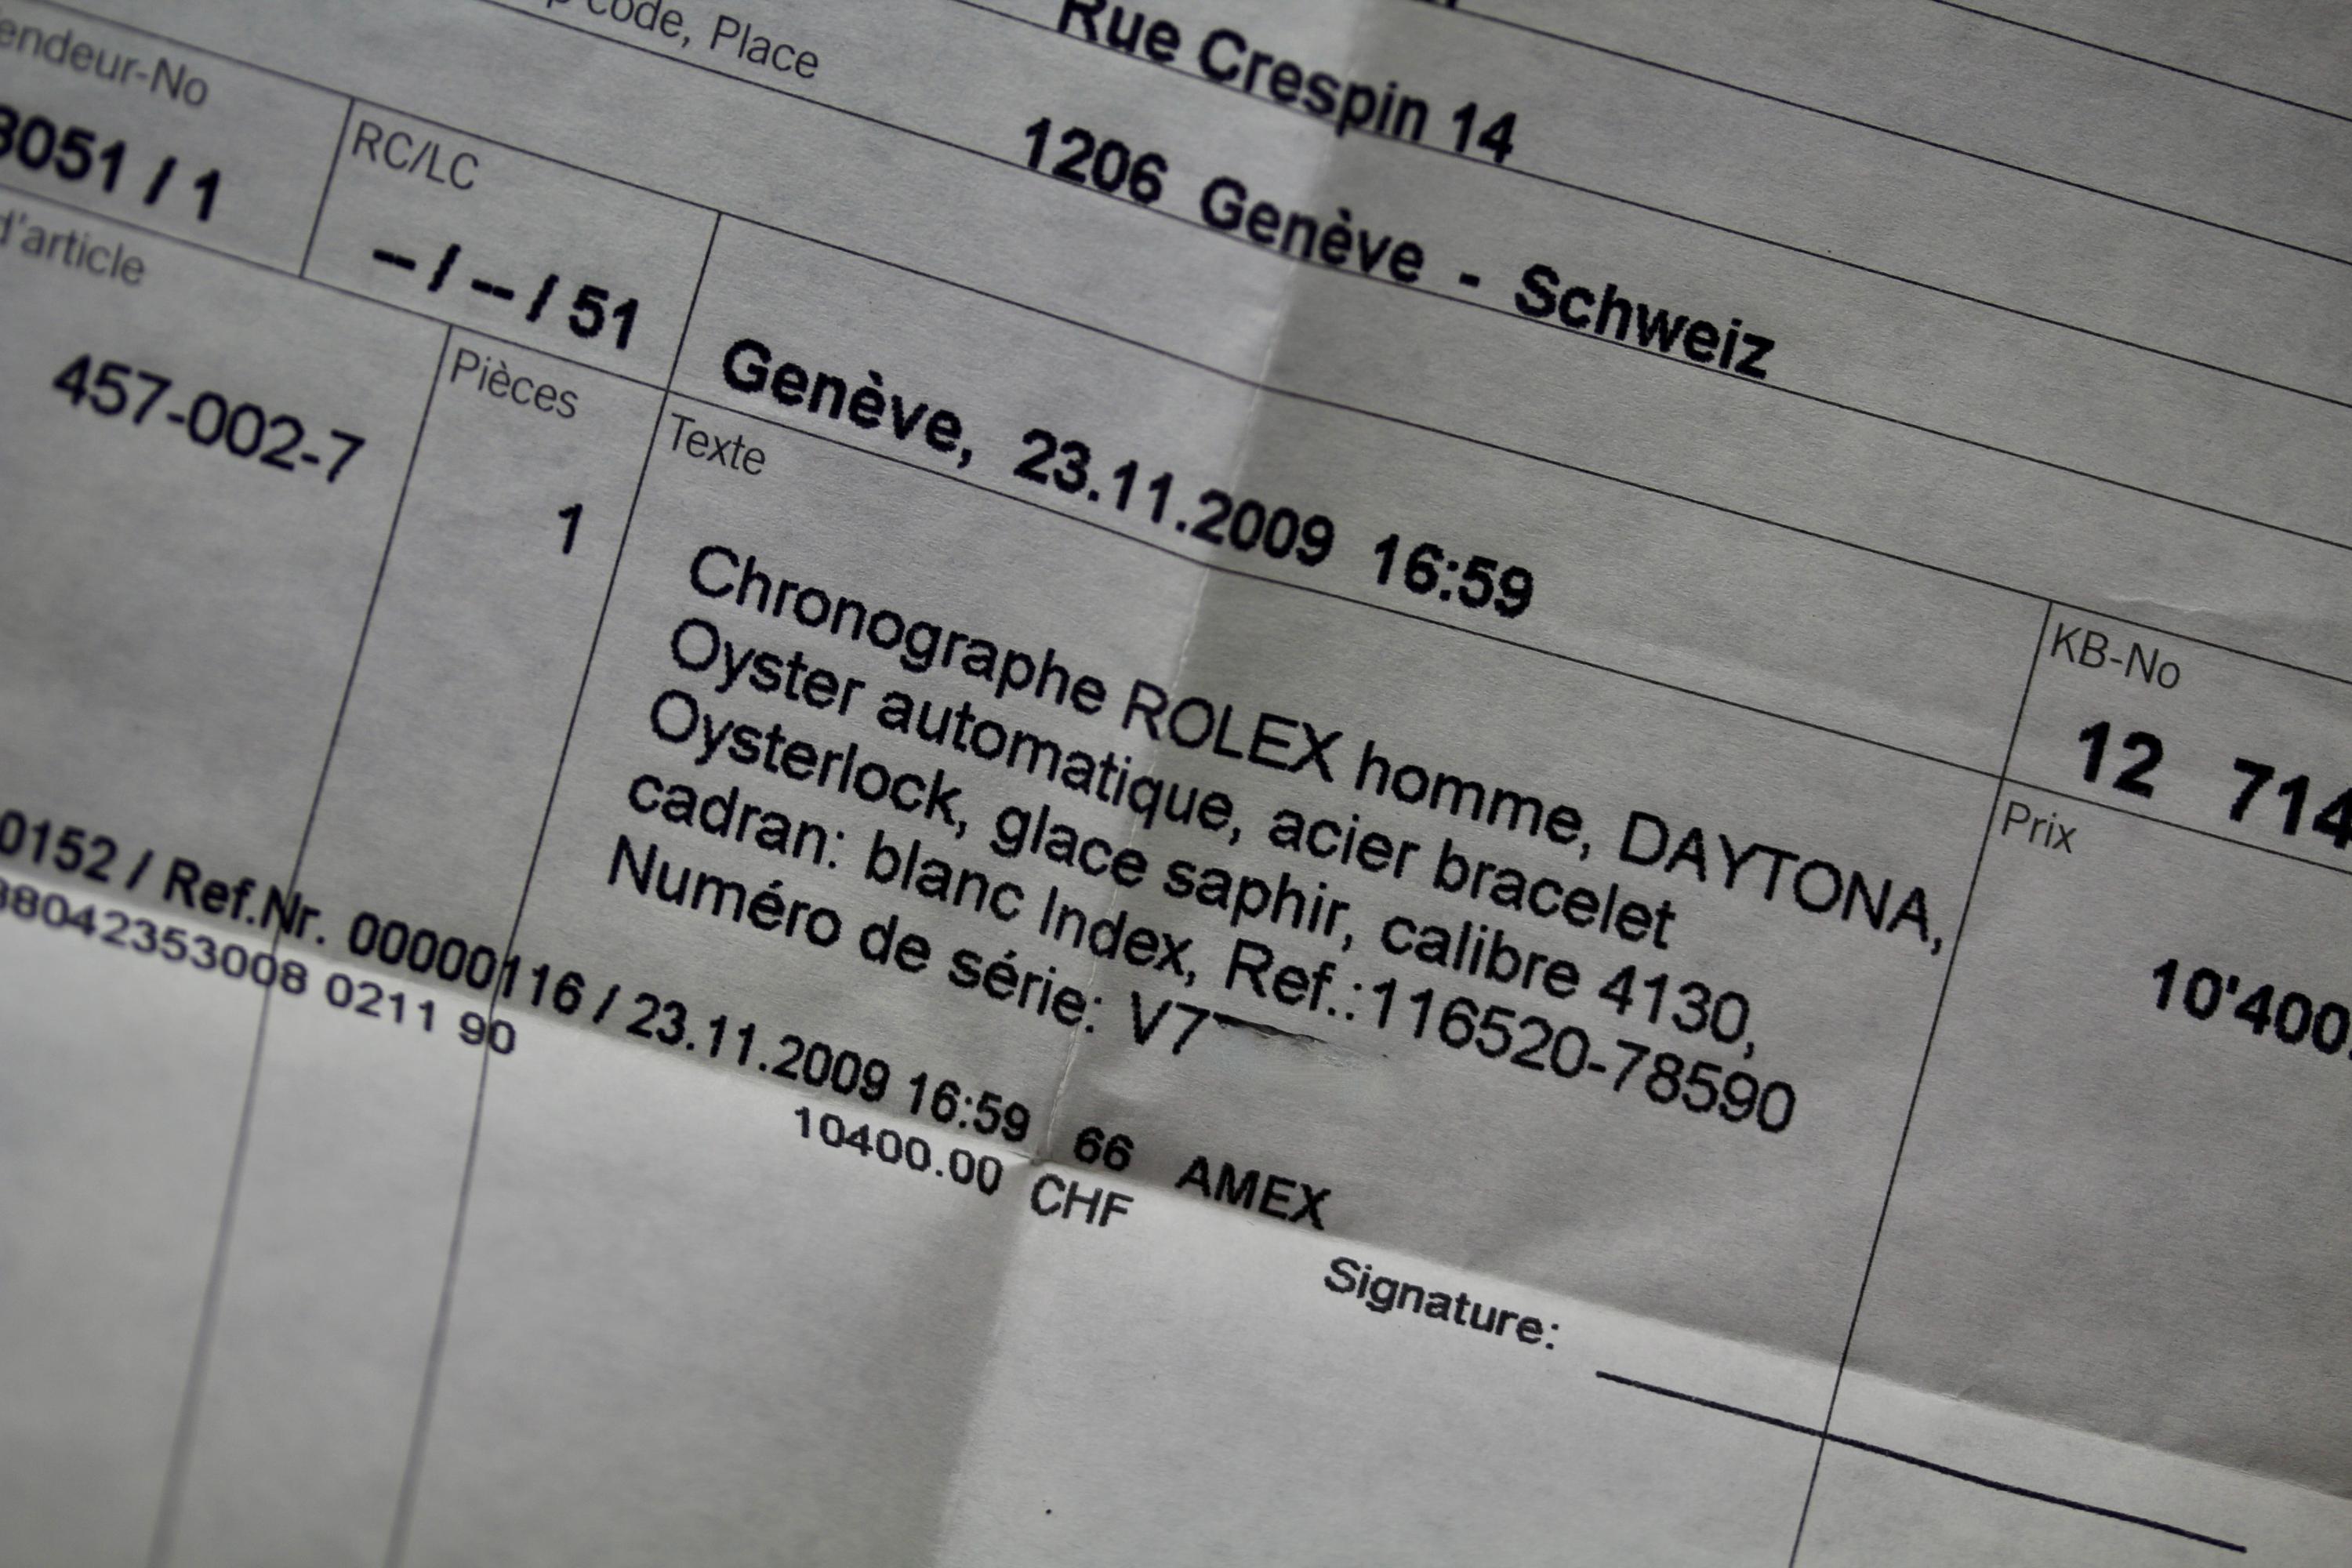 Rue Crespin 14
code, Place
1206 Genève - Schweiz
endeur-No
3051 / 1
RC/LC
-- / -- / 51
Genève, 23.11.2009 16:59
KB-No
12 714
d'article
457-002-7
Pièces
1
Texte
Chronographe ROLEX homme, DAYTONA,
Oyster automatique, acier bracelet
Oysterlock, glace saphir, calibre 4130,
cadran: blanc Index, Ref.:116520-78590
Numéro de série: V7
Prix
10'400
0152 / Ref.Nr. 00000116 / 23.11.2009 16:59 66 AMEX
38042353008 0211 90
10400.00 CHF
Signature: